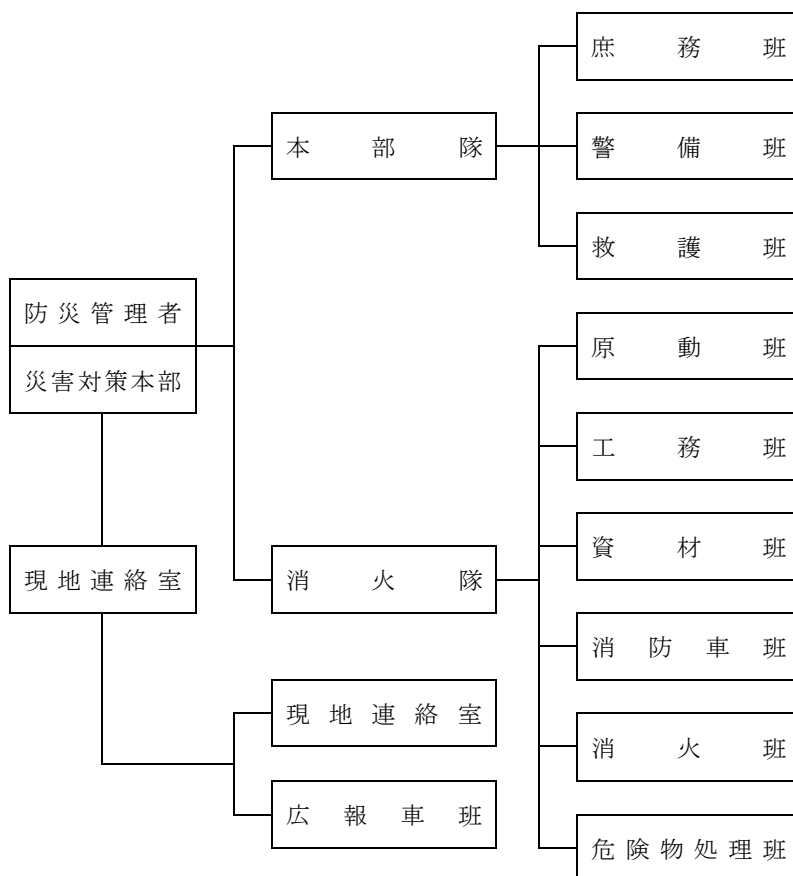 庶務班
本部隊
警備班
救護班
防災管理者
災害対策本部
原動班
工務班
現地連絡室
消火隊
資材班
消防車班
現地連絡室
消火班
広報車班
危険物処理班